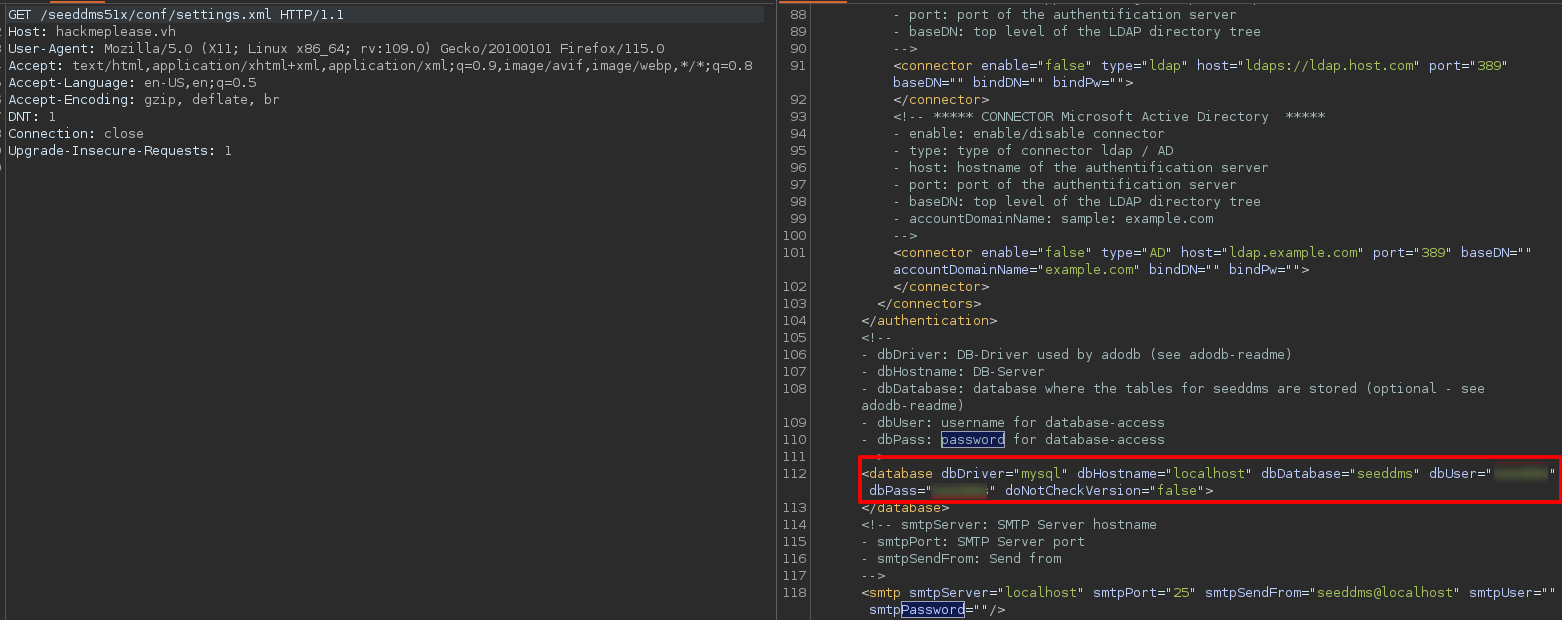 GET /seeddms51x/conf/settings.xml HTTP/1.1
Host: hackmeplease.vh
User-Agent: Mozilla/5.0 (X11; Linux x86_64; rv:109.0) Gecko/20100101 Firefox/115.0
Accept: text/html,application/xhtml+xml,application/xml;q=0.9,image/avif,image/webp,*/*;q=0.8
Accept-Language: en-US,en;q=0.5
Accept-Encoding: gzip, deflate, br
DNT: 1
Connection: close
Upgrade-Insecure-Requests: 1
88 - port: port of the authentification server
89 - baseDN: top level of the LDAP directory tree
90 -->
91 <connector enable="false" type="ldap" host="ldaps://ldap.host.com" port="389"
baseDN="" bindDN="" bindPw="">
92 </connector>
93 <!-- ***** CONNECTOR Microsoft Active Directory  *****
94 - enable: enable/disable connector
95 - type: type of connector ldap / AD
96 - host: hostname of the authentification server
97 - port: port of the authentification server
98 - baseDN: top level of the LDAP directory tree
99 - accountDomainName: sample: example.com
100 -->
101 <connector enable="false" type="AD" host="ldap.example.com" port="389" baseDN=""
accountDomainName="example.com" bindDN="" bindPw="">
102 </connector>
103 </connectors>
104 </authentication>
105 <!--
106 - dbDriver: DB-Driver used by adodb (see adodb-readme)
107 - dbHostname: DB-Server
108 - dbDatabase: database where the tables for seeddms are stored (optional - see
adodb-readme)
109 - dbUser: username for database-access
110 - dbPass: password for database-access
111 -->
112 <database dbDriver="mysql" dbHostname="localhost" dbDatabase="seeddms" dbUser=" "
dbPass=" " doNotCheckVersion="false">
113 </database>
114 <!-- smtpServer: SMTP Server hostname
115 - smtpPort: SMTP Server port
116 - smtpSendFrom: Send from
117 -->
118 <smtp smtpServer="localhost" smtpPort="25" smtpSendFrom="seeddms@localhost" smtpUser=""
smtpPassword=""/>